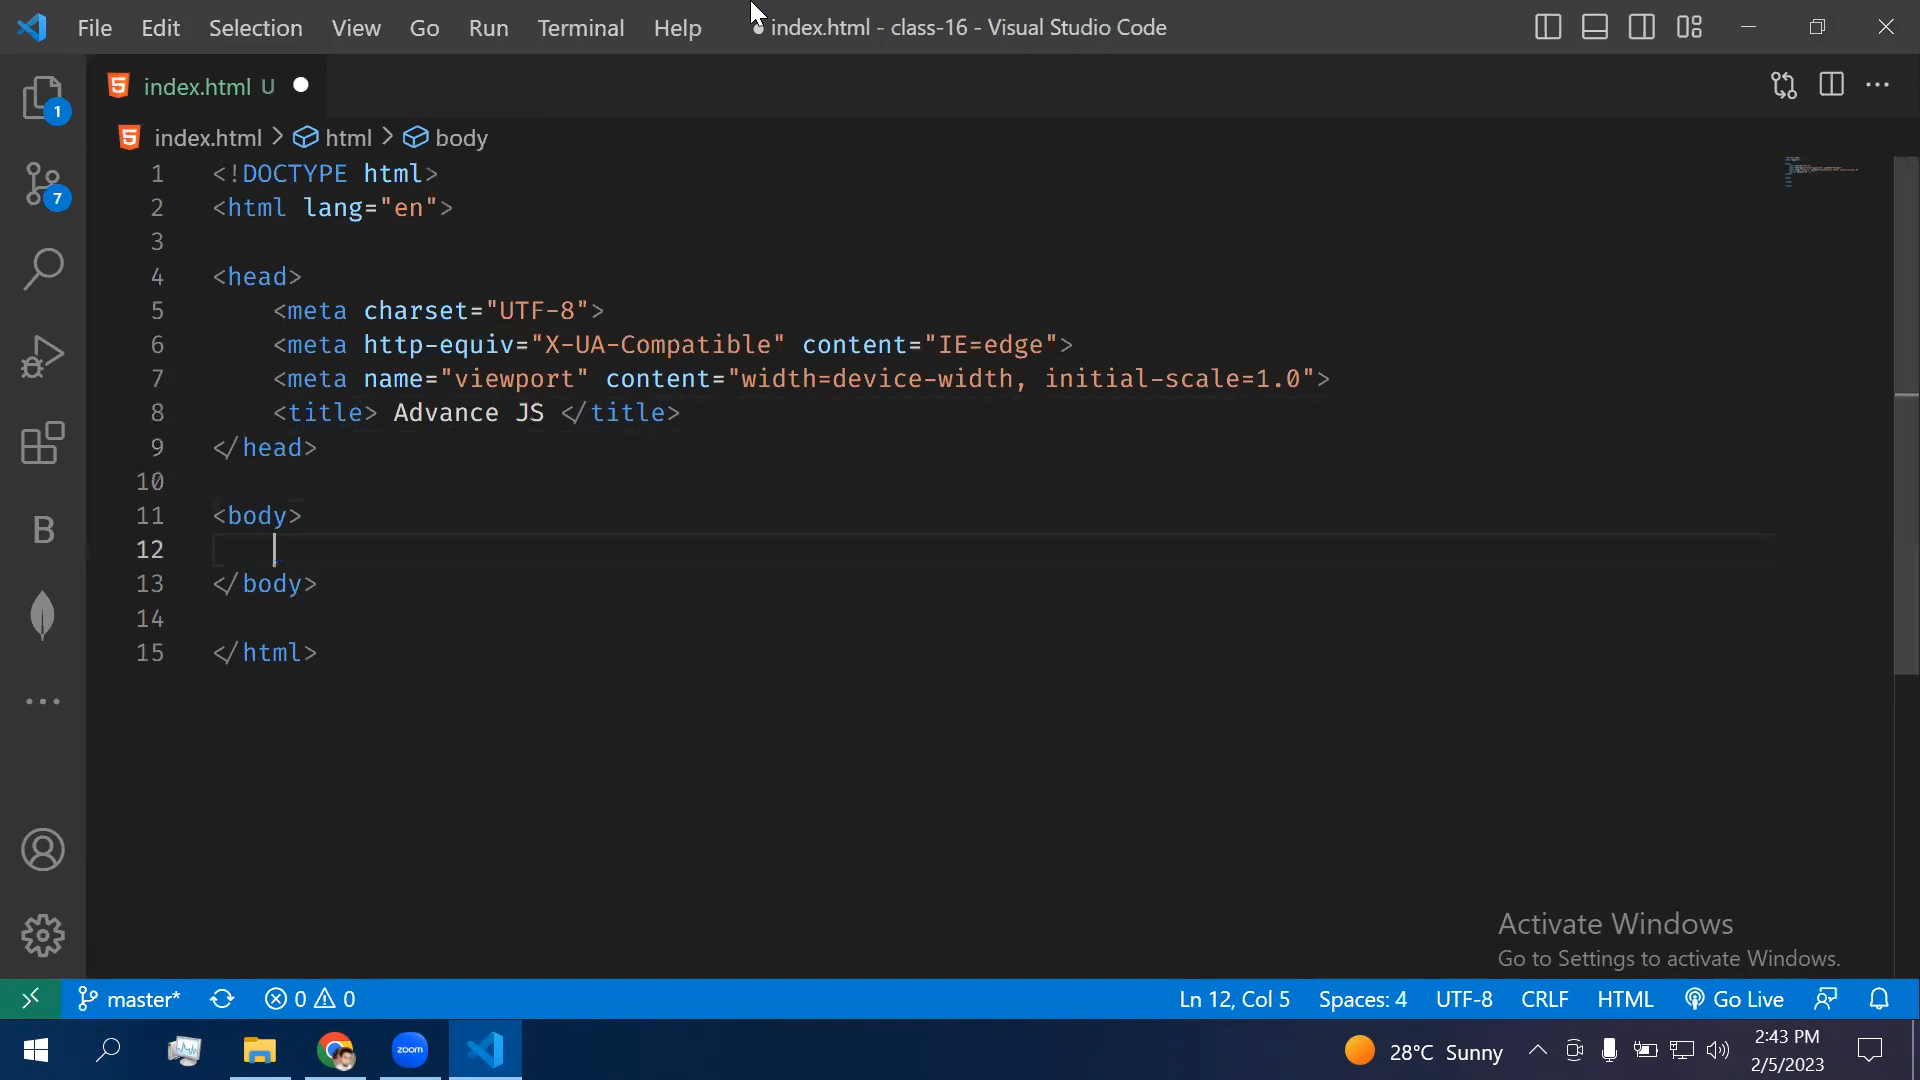 File Edit Selection View Go Run Terminal Help ● index.html - class-16 - Visual Studio Code
index.html U ●
index.html > html > body
1 <!DOCTYPE html>
2 <html lang="en">
3
4 <head>
5 <meta charset="UTF-8">
6 <meta http-equiv="X-UA-Compatible" content="IE=edge">
7 <meta name="viewport" content="width=device-width, initial-scale=1.0">
8 <title> Advance JS </title>
9 </head>
10
11 <body>
12
13 </body>
14
15 </html>
1
7
B
Activate Windows
Go to Settings to activate Windows.
master* 0 0 Ln 12, Col 5 Spaces: 4 UTF-8 CRLF HTML Go Live
zoom 28°C Sunny 2:43 PM
2/5/2023